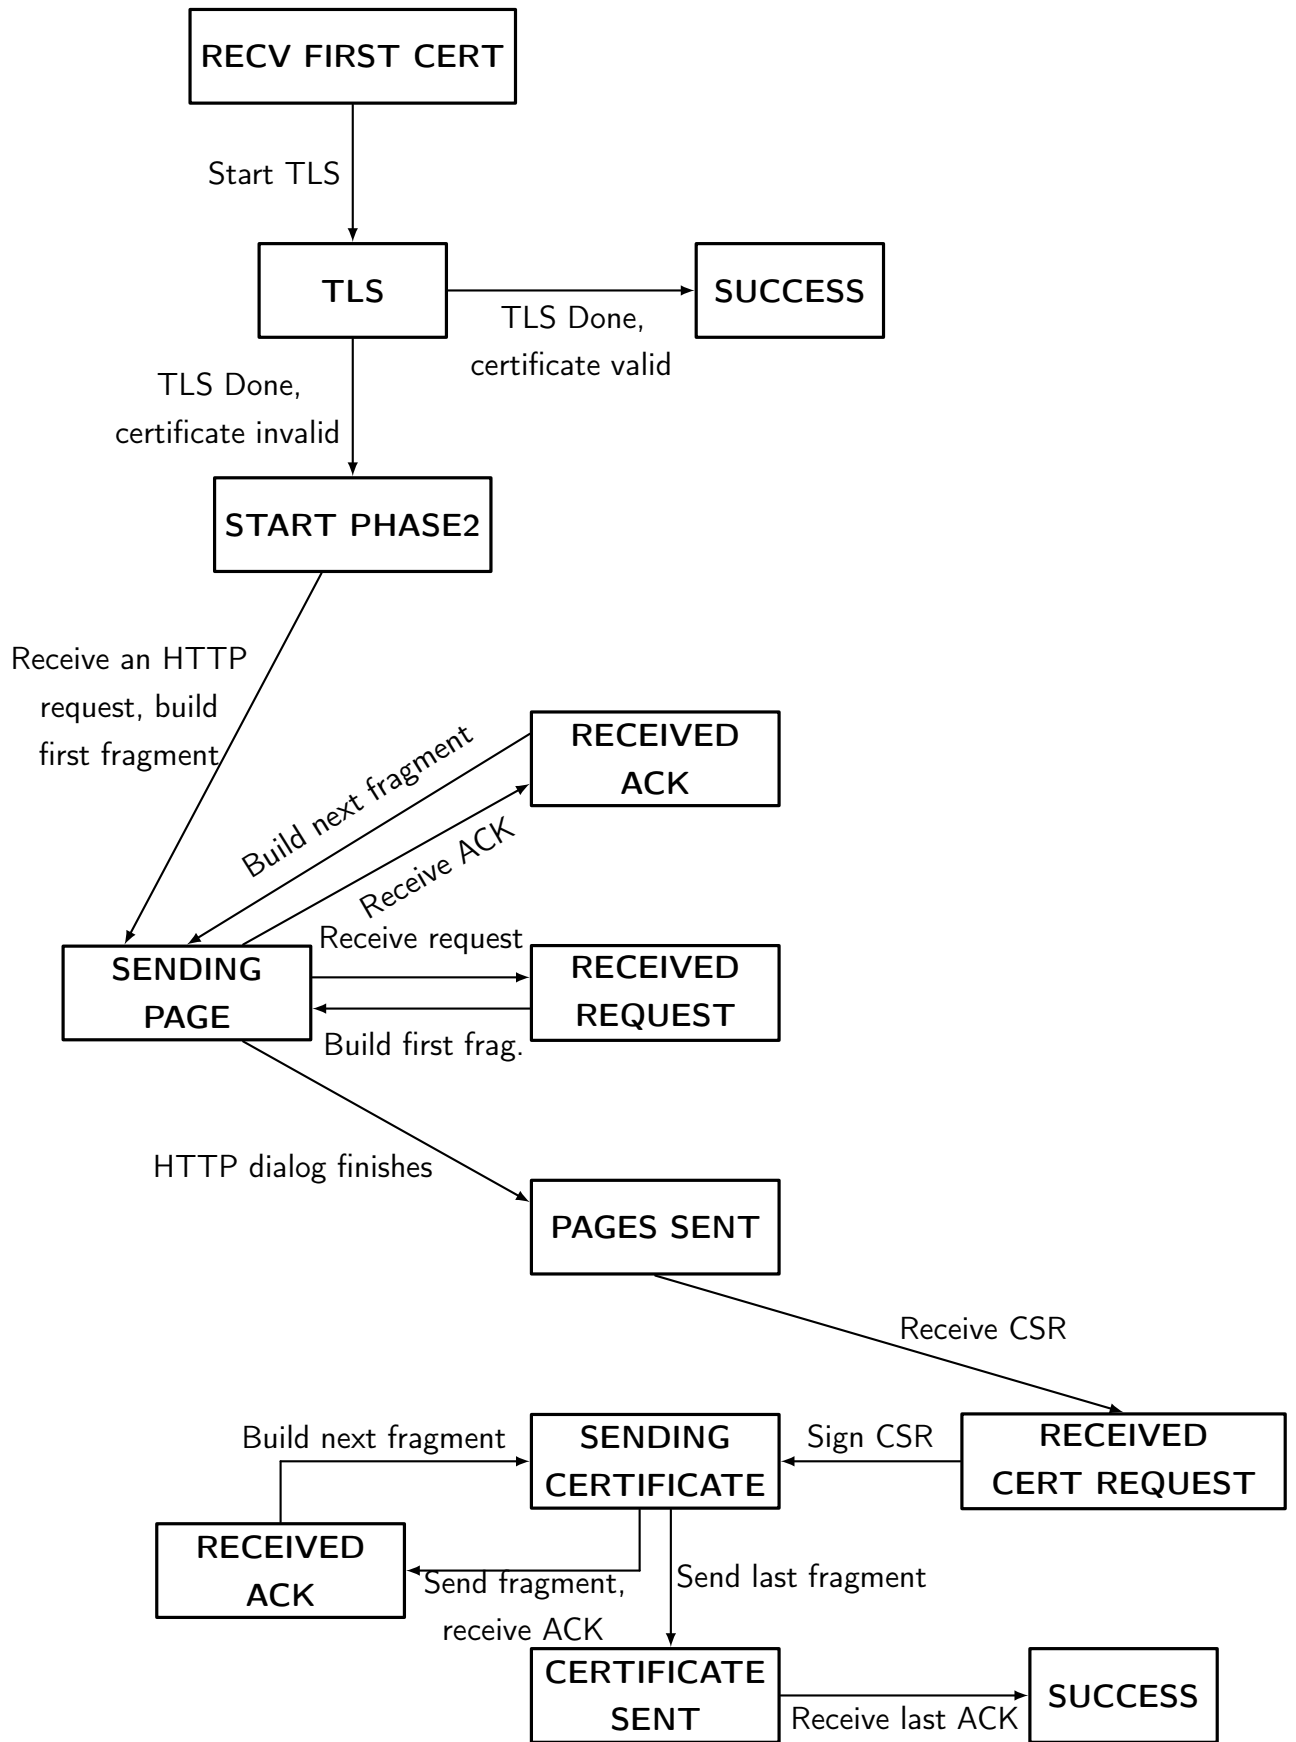 RECV FIRST CERT
Start TLS
TLS
SUCCESS
TLS Done,
certificate valid
TLS Done,
certificate invalid
START PHASE2
Receive an HTTP
request, build
first fragment
RECEIVED
ACK
Build next fragment
Receive ACK
Receive request
SENDING
PAGE
RECEIVED
REQUEST
Build first frag.
HTTP dialog finishes
PAGES SENT
Receive CSR
Build next fragment
SENDING
CERTIFICATE
Sign CSR
RECEIVED
CERT REQUEST
RECEIVED
ACK
Send fragment,
receive ACK
Send last fragment
CERTIFICATE
SENT
Receive last ACK
SUCCESS